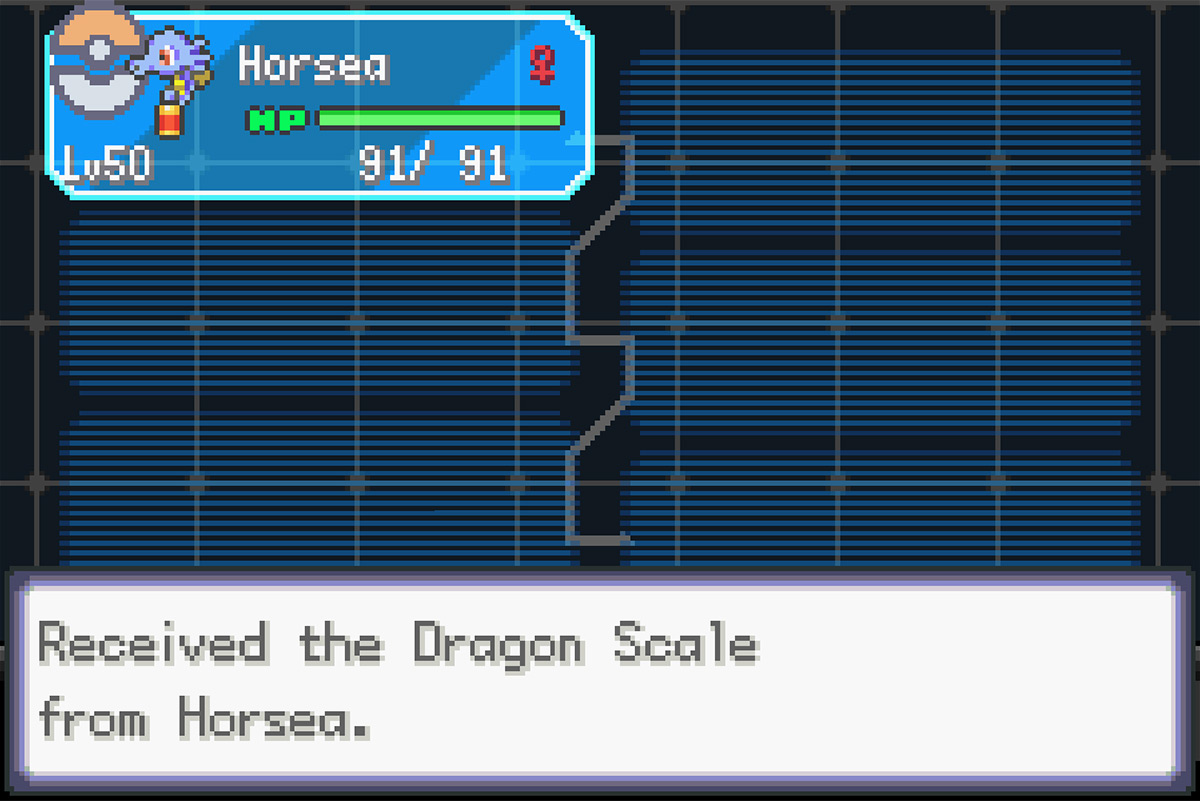 Horsea ♀
HP
Lv50 91/ 91
Received the Dragon Scale
from Horsea.